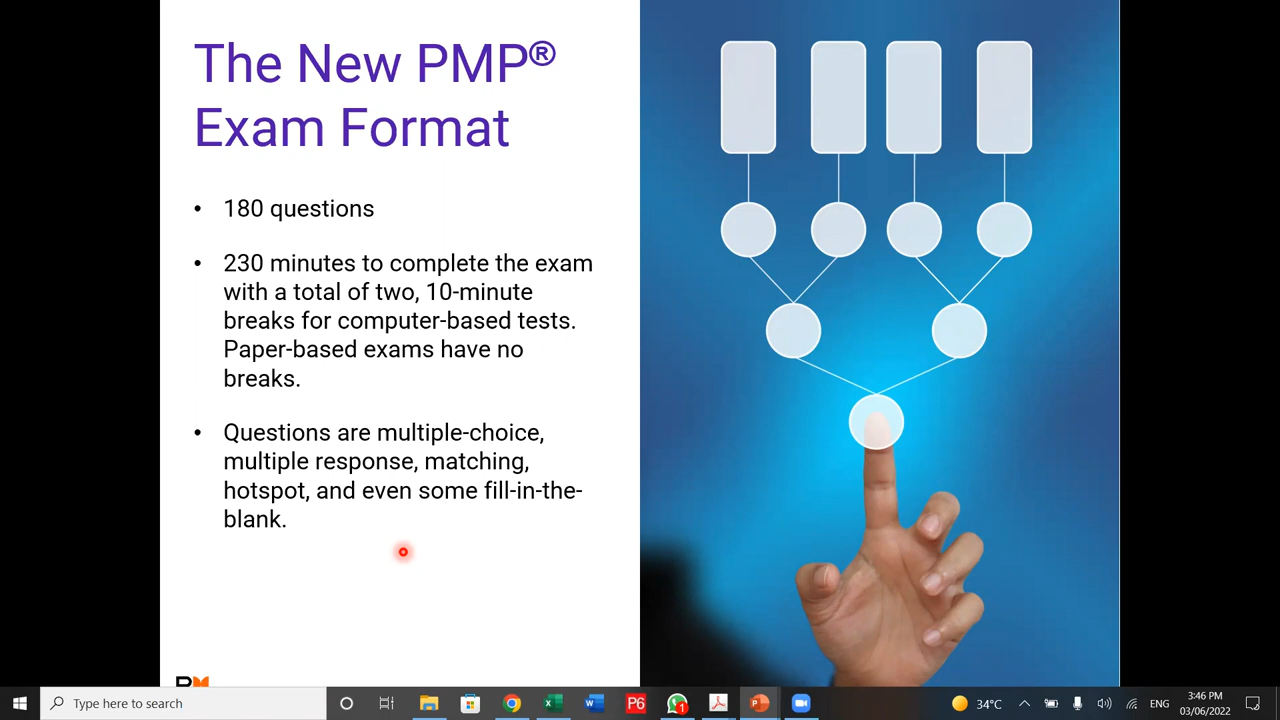 The New PMP®
Exam Format
• 180 questions
• 230 minutes to complete the exam
with a total of two, 10-minute
breaks for computer-based tests.
Paper-based exams have no
breaks.
• Questions are multiple-choice,
multiple response, matching,
hotspot, and even some fill-in-the-
blank.
Type here to search
P6
1
34°C
ENG
3:46 PM
03/06/2022